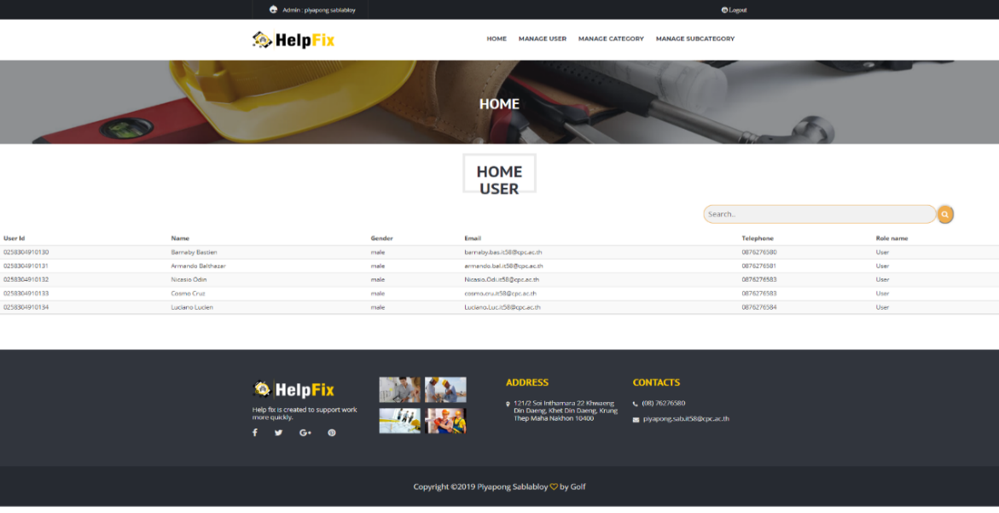 Admin : piyapong sablabloy
Logout
HelpFix
HOME MANAGE USER MANAGE CATEGORY MANAGE SUBCATEGORY
HOME
HOME
USER
Search..
User Id Name Gender Email Telephone Role name
0258304910130 Barnaby Bastien male barnaby.bas.it58@cpc.ac.th 0876276580 User
0258304910131 Armando Balthazar male armando.bal.it58@cpc.ac.th 0876276581 User
0258304910132 Nicasio Odin male Nicasio.Odi.it58@cpc.ac.th 0876276583 User
0258304910133 Cosmo Cruz male cosmo.cru.it58@cpc.ac.th 0876276583 User
0258304910134 Luciano Lucien male Luciano.Luc.it58@cpc.ac.th 0876276584 User
HelpFix
Help fix is created to support work
more quickly.
ADDRESS
121/2 Soi Inthamara 22 Khwaeng
Din Daeng, Khet Din Daeng, Krung
Thep Maha Nakhon 10400
CONTACTS
(08) 76276580
piyapong.sab.it58@cpc.ac.th
Copyright ©2019 Piyapong Sablabloy ♡ by Golf